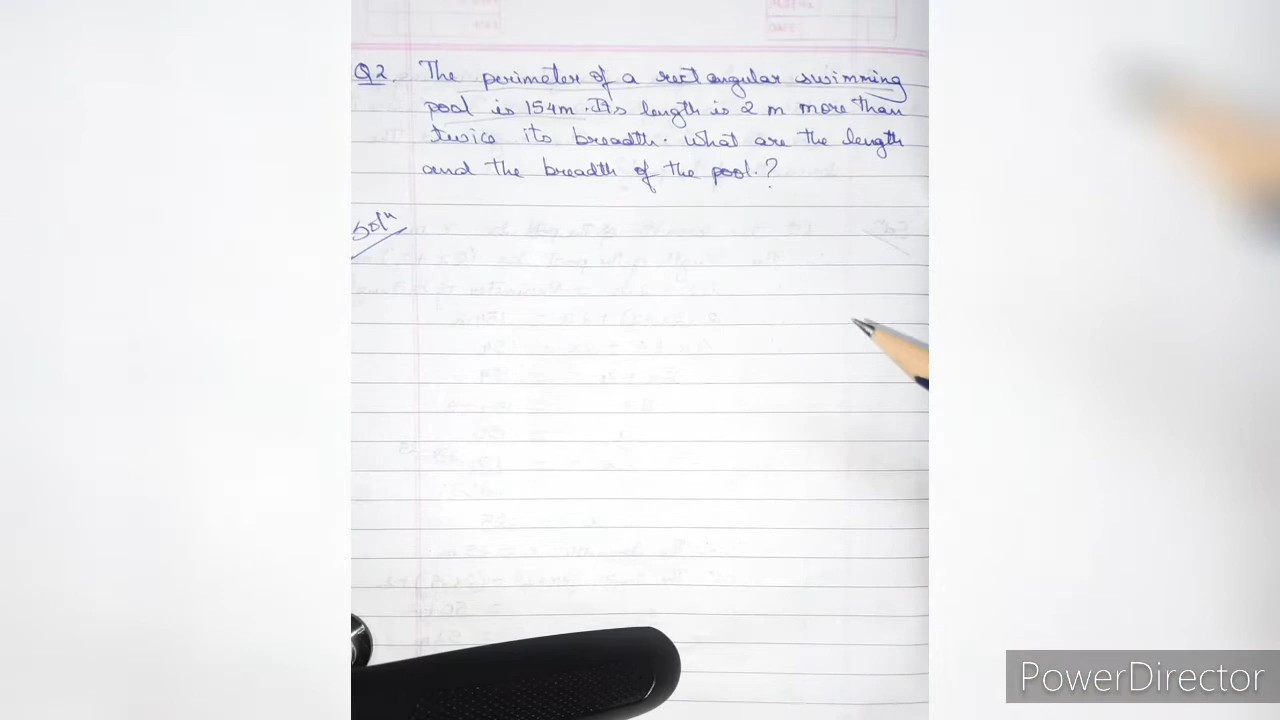 Q2. The perimeter of a rectangular swimming
pool is 154m. Its length is 2 m more than
twice its breadth. What are the length
and the breadth of the pool.?
Solⁿ
PowerDirector